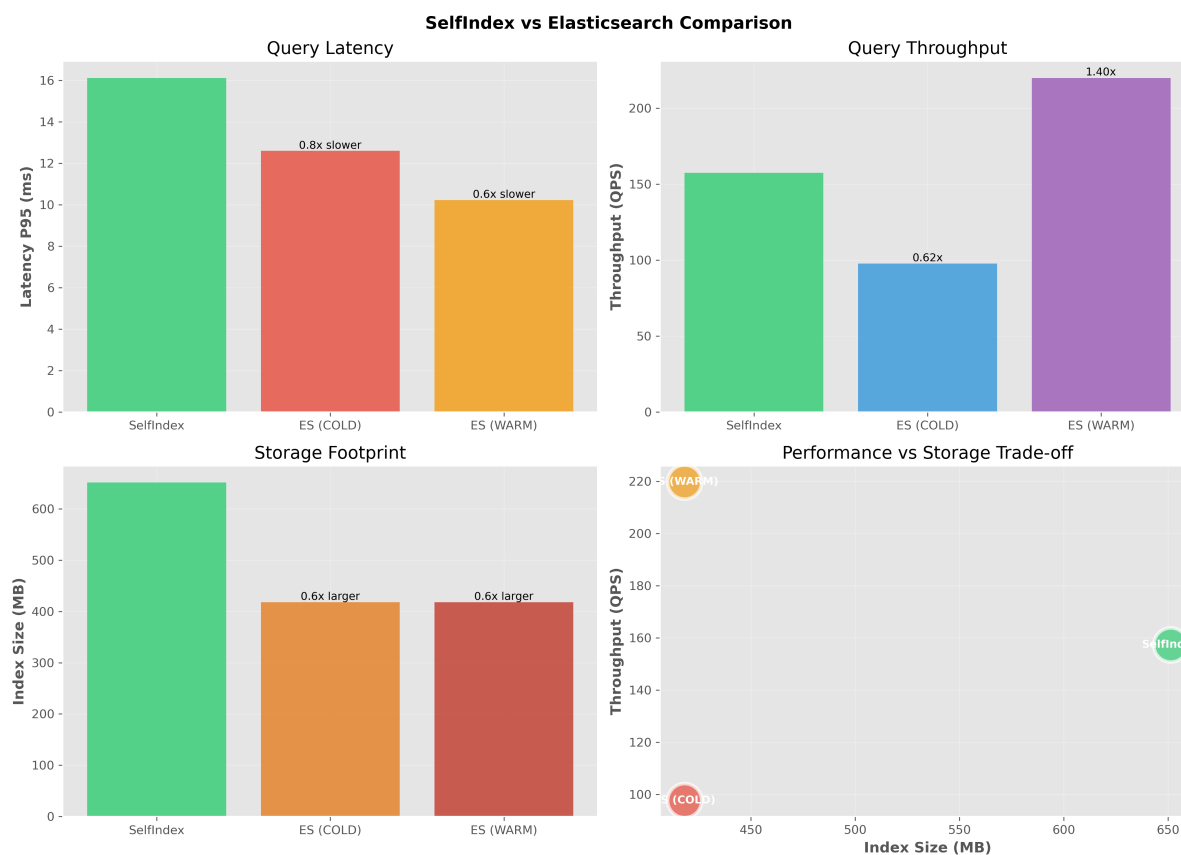 SelfIndex vs Elasticsearch Comparison
Query Latency
Latency P95 (ms)
16
14
12
10
8
6
4
2
0
0.8x slower
0.6x slower
SelfIndex
ES (COLD)
ES (WARM)
Query Throughput
Throughput (QPS)
200
150
100
50
0
0.62x
1.40x
SelfIndex
ES (COLD)
ES (WARM)
Storage Footprint
Index Size (MB)
600
500
400
300
200
100
0
0.6x larger
0.6x larger
SelfIndex
ES (COLD)
ES (WARM)
Performance vs Storage Trade-off
Throughput (QPS)
220
200
180
160
140
120
100
(WARM)
(COLD)
450
500
550
600
650
Index Size (MB)